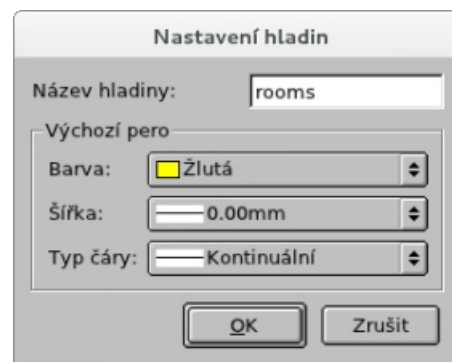 Nastavení hladin
Název hladiny: rooms
Výchozí pero
Barva: Žlutá
Šířka: 0.00mm
Typ čáry: Kontinuální
OK Zrušit